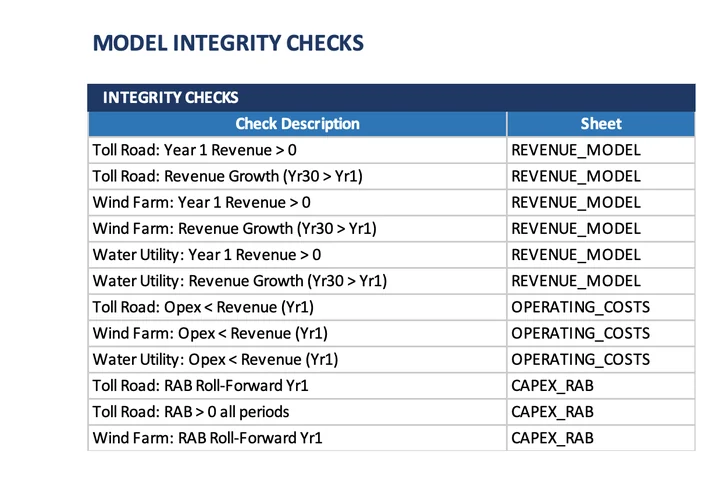 MODEL INTEGRITY CHECKS
INTEGRITY CHECKS
Check Description Sheet
Toll Road: Year 1 Revenue > 0 REVENUE_MODEL
Toll Road: Revenue Growth (Yr30 > Yr1) REVENUE_MODEL
Wind Farm: Year 1 Revenue > 0 REVENUE_MODEL
Wind Farm: Revenue Growth (Yr30 > Yr1) REVENUE_MODEL
Water Utility: Year 1 Revenue > 0 REVENUE_MODEL
Water Utility: Revenue Growth (Yr30 > Yr1) REVENUE_MODEL
Toll Road: Opex < Revenue (Yr1) OPERATING_COSTS
Wind Farm: Opex < Revenue (Yr1) OPERATING_COSTS
Water Utility: Opex < Revenue (Yr1) OPERATING_COSTS
Toll Road: RAB Roll-Forward Yr1 CAPEX_RAB
Toll Road: RAB > 0 all periods CAPEX_RAB
Wind Farm: RAB Roll-Forward Yr1 CAPEX_RAB